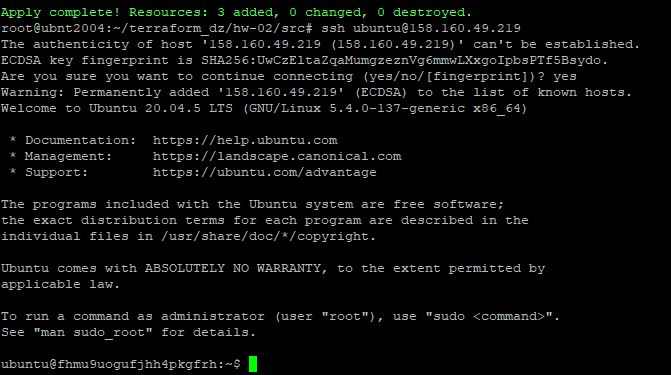 Apply complete! Resources: 3 added, 0 changed, 0 destroyed.
root@ubnt2004:~/terraform_dz/hw-02/src# ssh ubuntu@158.160.49.219
The authenticity of host '158.160.49.219 (158.160.49.219)' can't be established.
ECDSA key fingerprint is SHA256:UwCzEltaZqaMumgzeznVg6mmwLXxgoIpbsPTf5Bsydo.
Are you sure you want to continue connecting (yes/no/[fingerprint])? yes
Warning: Permanently added '158.160.49.219' (ECDSA) to the list of known hosts.
Welcome to Ubuntu 20.04.5 LTS (GNU/Linux 5.4.0-137-generic x86_64)
* Documentation:  https://help.ubuntu.com
* Management:     https://landscape.canonical.com
* Support:        https://ubuntu.com/advantage
The programs included with the Ubuntu system are free software;
the exact distribution terms for each program are described in the
individual files in /usr/share/doc/*/copyright.
Ubuntu comes with ABSOLUTELY NO WARRANTY, to the extent permitted by
applicable law.
To run a command as administrator (user "root"), use "sudo <command>".
See "man sudo_root" for details.
ubuntu@fhmu9uogufjhh4pkgfrh:~$